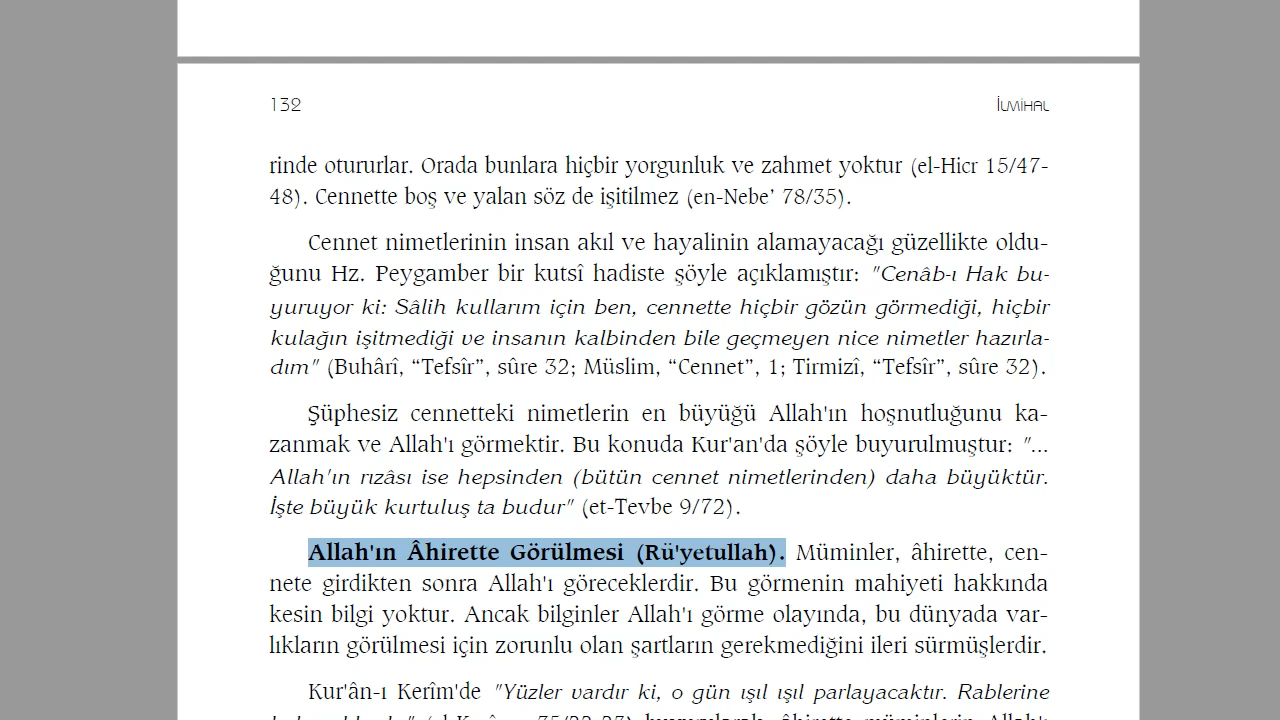 132
İLMİHAL
rinde otururlar. Orada bunlara hiçbir yorgunluk ve zahmet yoktur (el-Hicr 15/47-
48). Cennette boş ve yalan söz de işitilmez (en-Nebe’ 78/35).
Cennet nimetlerinin insan akıl ve hayalinin alamayacağı güzellikte oldu-
ğunu Hz. Peygamber bir kutsî hadiste şöyle açıklamıştır: "Cenâb-ı Hak bu-
yuruyor ki: Sâlih kullarım için ben, cennette hiçbir gözün görmediği, hiçbir
kulağın işitmediği ve insanın kalbinden bile geçmeyen nice nimetler hazırla-
dım" (Buhârî, “Tefsîr”, sûre 32; Müslim, “Cennet”, 1; Tirmizî, “Tefsîr”, sûre 32).
Şüphesiz cennetteki nimetlerin en büyüğü Allah'ın hoşnutluğunu ka-
zanmak ve Allah'ı görmektir. Bu konuda Kur'an'da şöyle buyurulmuştur: "...
Allah'ın rızâsı ise hepsinden (bütün cennet nimetlerinden) daha büyüktür.
İşte büyük kurtuluş ta budur" (et-Tevbe 9/72).
Allah'ın Âhirette Görülmesi (Rü'yetullah). Müminler, âhirette, cen-
nete girdikten sonra Allah'ı göreceklerdir. Bu görmenin mahiyeti hakkında
kesin bilgi yoktur. Ancak bilginler Allah'ı görme olayında, bu dünyada var-
lıkların görülmesi için zorunlu olan şartların gerekmediğini ileri sürmüşlerdir.
Kur'ân-ı Kerîm'de "Yüzler vardır ki, o gün ışıl ışıl parlayacaktır. Rablerine